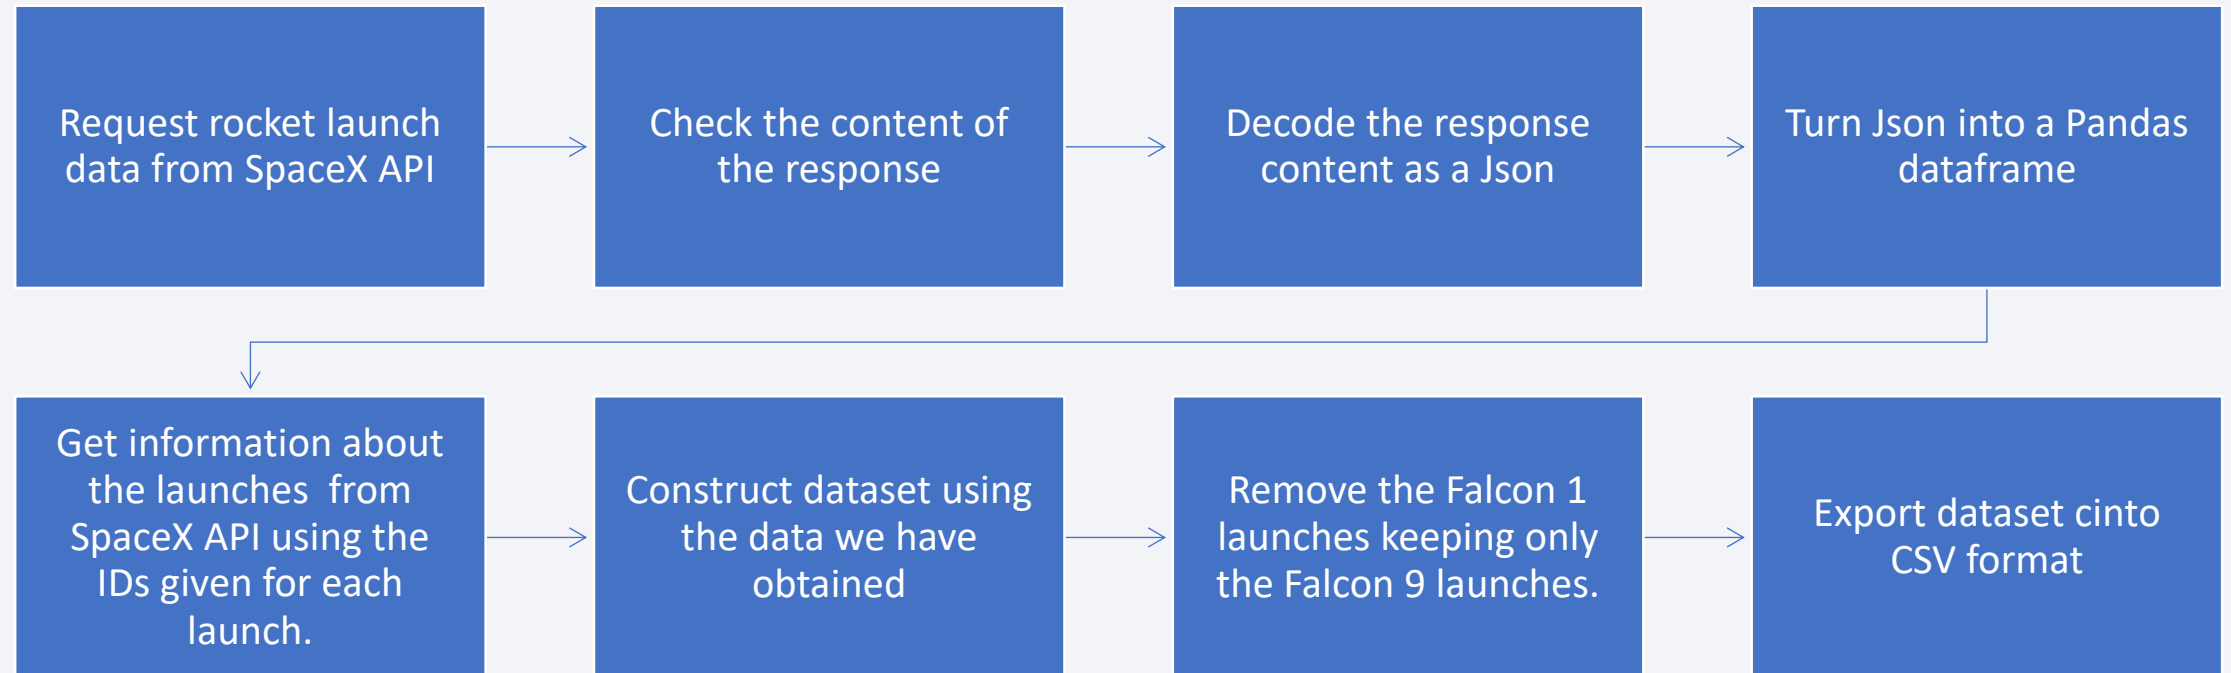 Request rocket launch
data from SpaceX API
Check the content of
the response
Decode the response
content as a Json
Turn Json into a Pandas
dataframe
Get information about
the launches  from
SpaceX API using the
IDs given for each
launch.
Construct dataset using
the data we have
obtained
Remove the Falcon 1
launches keeping only
the Falcon 9 launches.
Export dataset cinto
CSV format